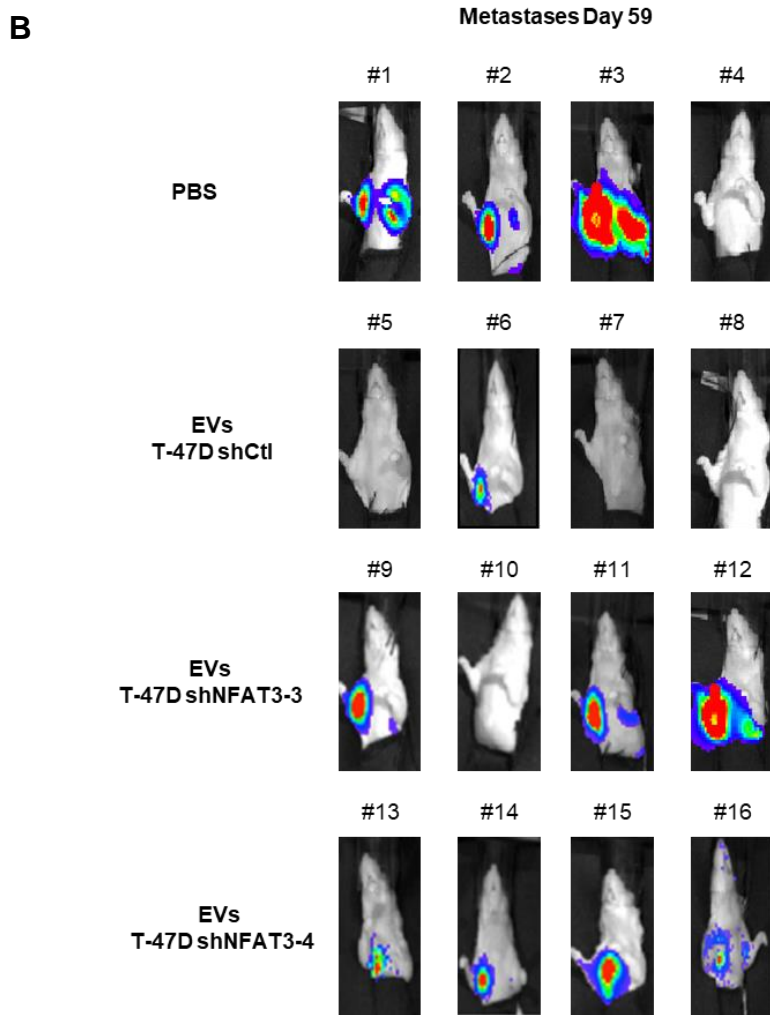 B
Metastases Day 59
#1 #2 #3 #4
PBS
#5 #6 #7 #8
EVs
T-47D shCtl
#9 #10 #11 #12
EVs
T-47D shNFAT3-3
#13 #14 #15 #16
EVs
T-47D shNFAT3-4